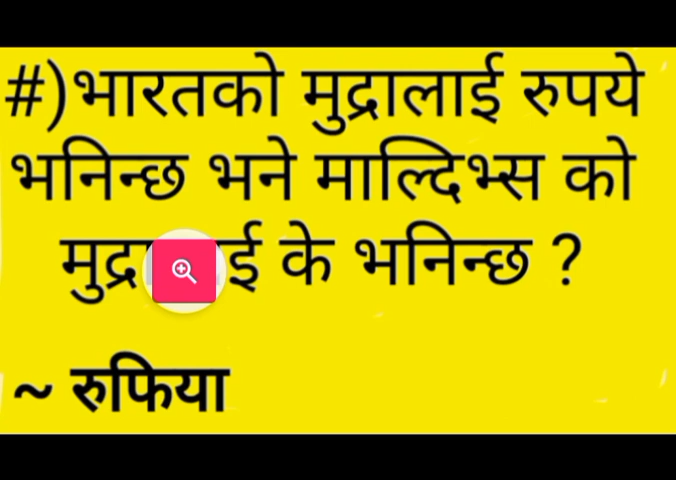 #)भारतको मुद्रालाई रुपये
भनिन्छ भने माल्दिभ्स को
के भनिन्छ ?
~ रुफिया